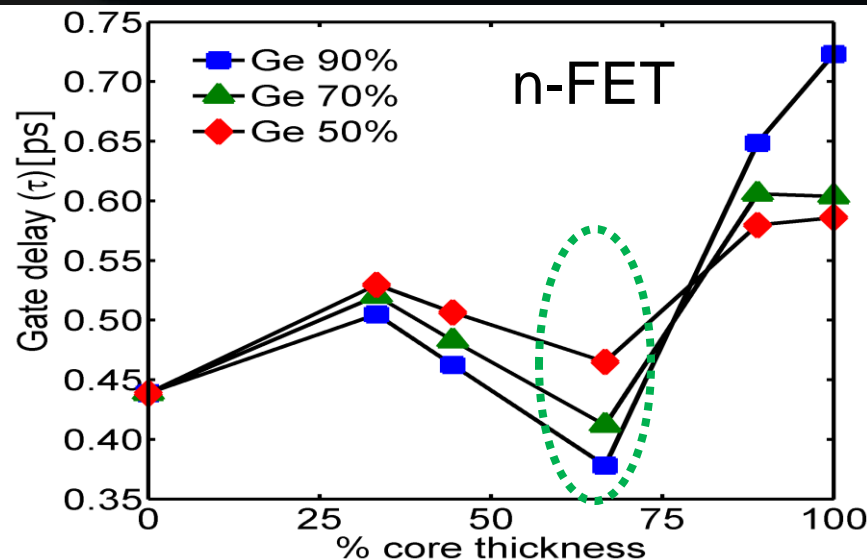 n-FET
Ge 90%
Ge 70%
Ge 50%
Gate delay (τ)[ps]
0.75
0.70
0.65
0.60
0.55
0.50
0.45
0.40
0.35
0 25 50 75 100
% core thickness